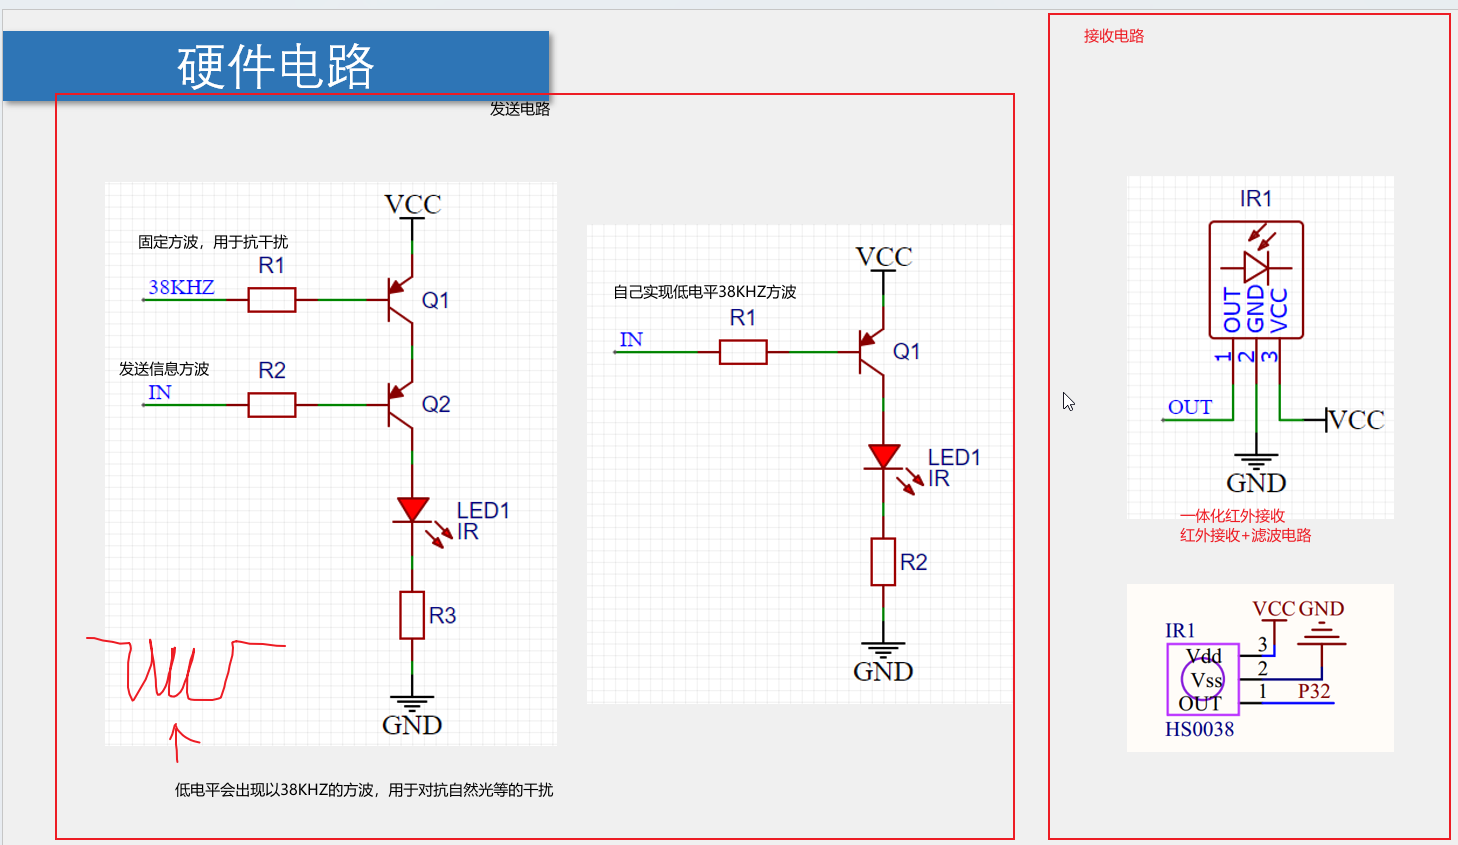 硬件电路
发送电路
VCC
固定方波，用于抗干扰
R1
38KHZ
Q1
发送信息方波
R2
IN
Q2
LED1
IR
R3
GND
低电平会出现以38KHZ的方波，用于对抗自然光等的干扰
VCC
自己实现低电平38KHZ方波
R1
IN
Q1
LED1
IR
R2
GND
接收电路
IR1
OUT
GND
VCC
1
2
3
OUT
VCC
GND
一体化红外接收
红外接收+滤波电路
VCC GND
IR1
3
Vdd
2
Vss
1
P32
OUT
HS0038